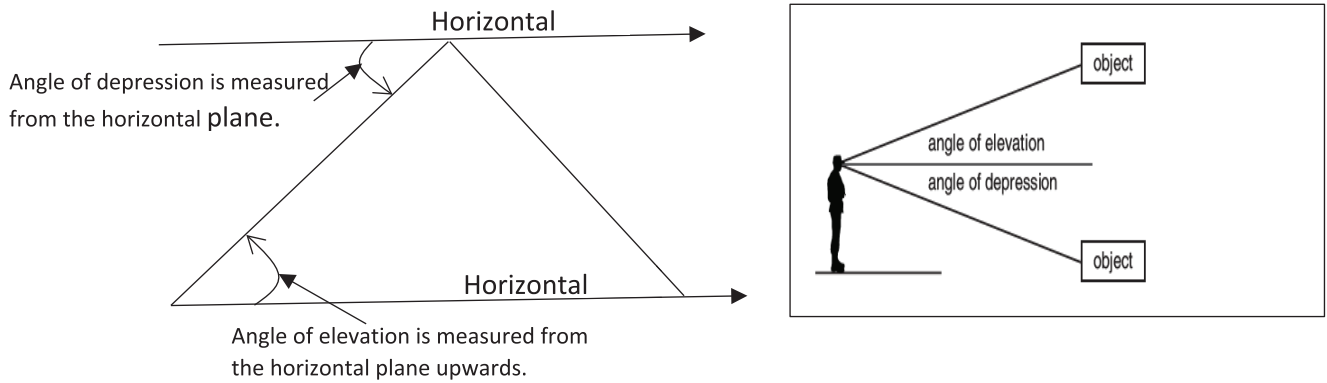 Horizontal
Angle of depression is measured
from the horizontal plane.
Horizontal
Angle of elevation is measured from
the horizontal plane upwards.
object
angle of elevation
angle of depression
object